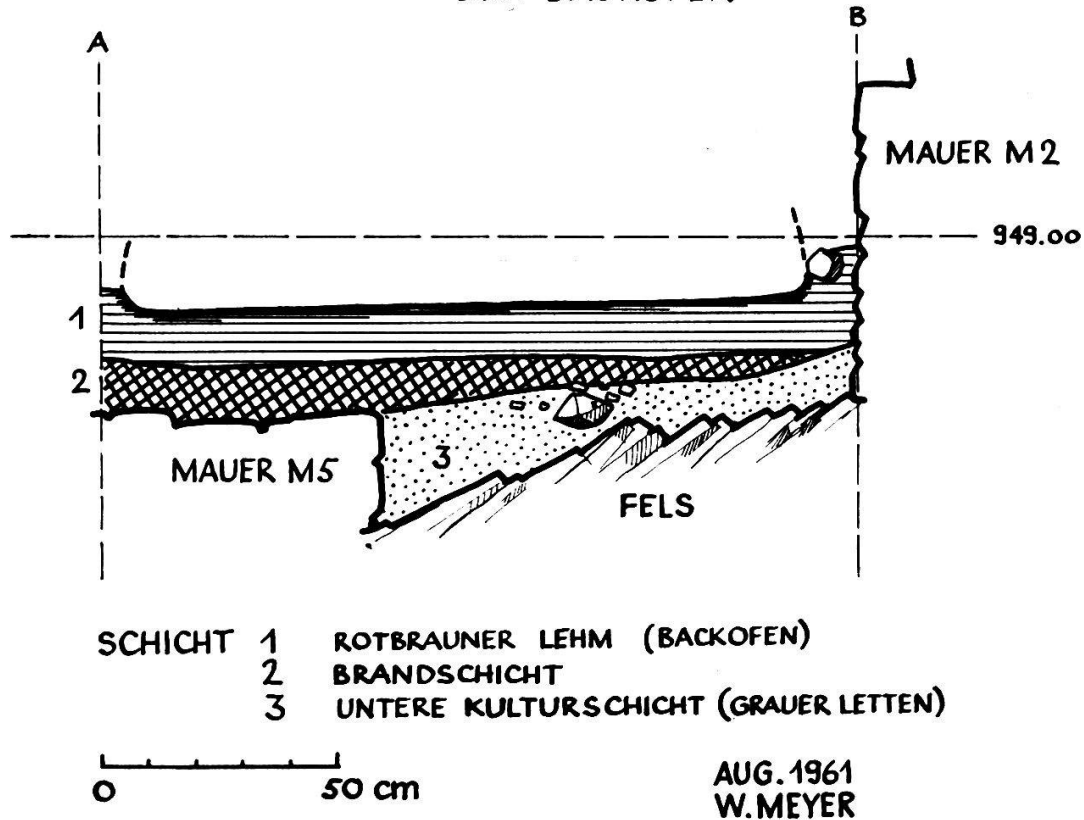 A
B
MAUER M2
949.00
1
2
MAUER M5
3
FELS
SCHICHT 1 ROTBRAUNER LEHM (BACKOFEN)
2 BRANDSCHICHT
3 UNTERE KULTURSCHICHT (GRAUER LETTEN)
0 50 cm
AUG. 1961
W. MEYER